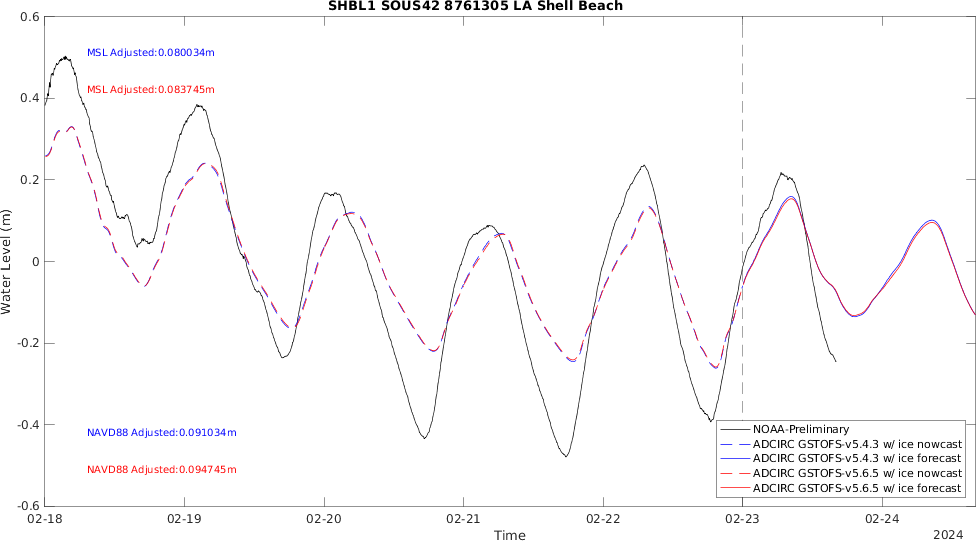 SHBL1 SOUS42 8761305 LA Shell Beach
0.6
MSL Adjusted:0.080034m
MSL Adjusted:0.083745m
0.4
0.2
0
-0.2
-0.4
-0.6
Water Level (m)
NAVD88 Adjusted:0.091034m
NAVD88 Adjusted:0.094745m
NOAA-Preliminary
ADCIRC GSTOFS-v5.4.3 w/ ice nowcast
ADCIRC GSTOFS-v5.4.3 w/ ice forecast
ADCIRC GSTOFS-v5.6.5 w/ ice nowcast
ADCIRC GSTOFS-v5.6.5 w/ ice forecast
02-18 02-19 02-20 02-21 02-22 02-23 02-24
Time
2024